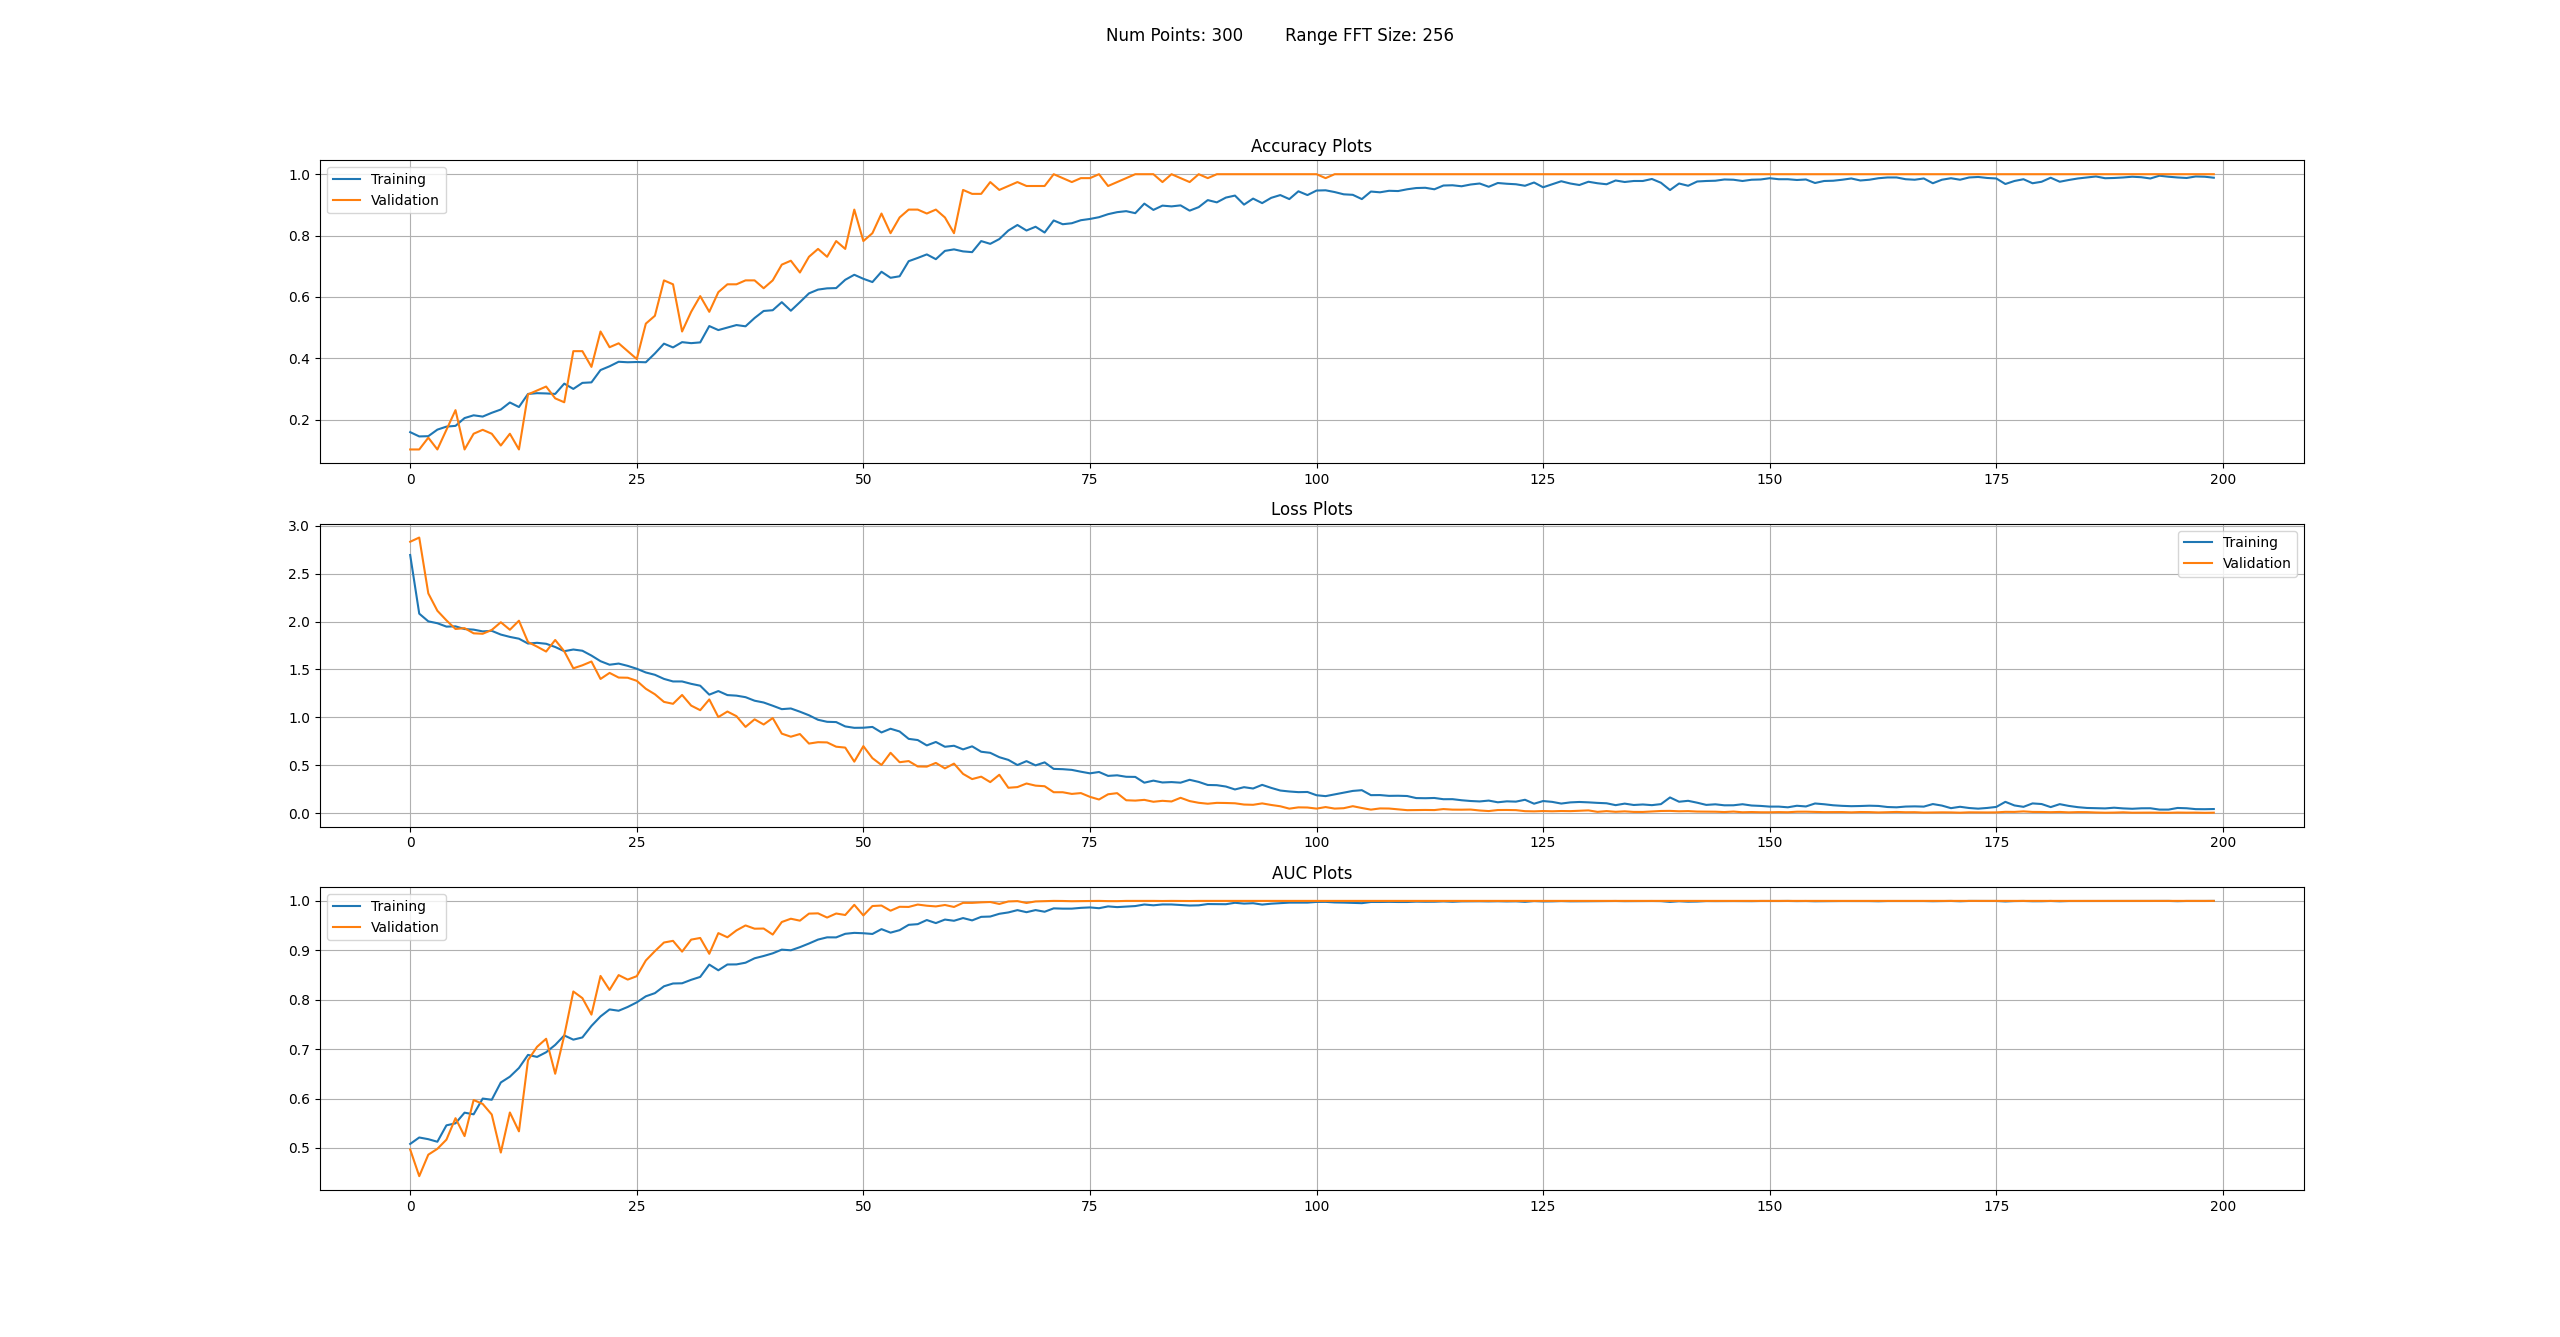 Num Points: 300 Range FFT Size: 256
Accuracy Plots
Training
Validation
1.0
0.8
0.6
0.4
0.2
0 25 50 75 100 125 150 175 200
Loss Plots
Training
Validation
3.0
2.5
2.0
1.5
1.0
0.5
0.0
0 25 50 75 100 125 150 175 200
AUC Plots
Training
Validation
1.0
0.9
0.8
0.7
0.6
0.5
0 25 50 75 100 125 150 175 200